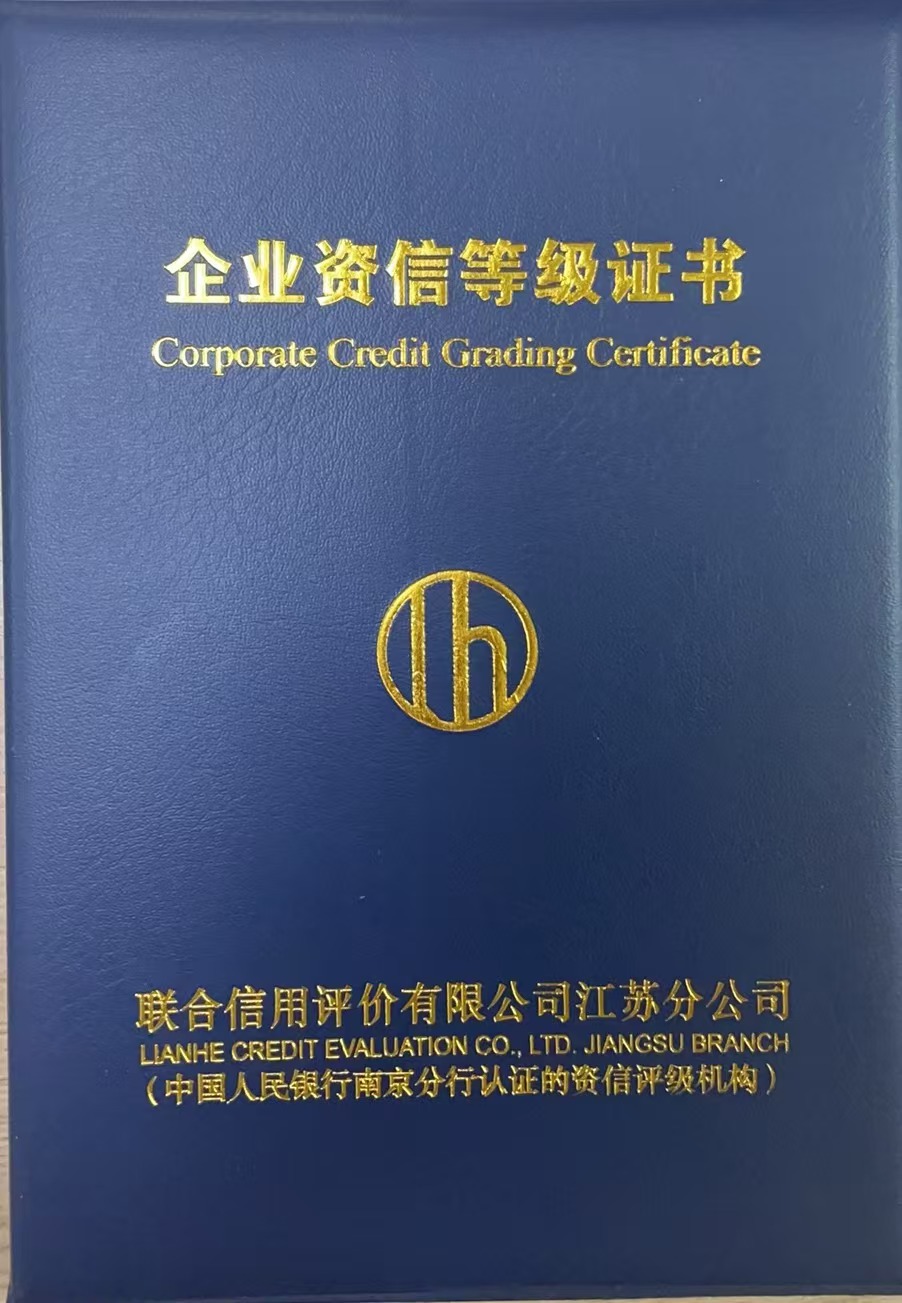 企业资信等级证书
Corporate Credit Grading Certificate
lh
联合信用评价有限公司江苏分公司
LIANHE CREDIT EVALUATION CO., LTD. JIANGSU BRANCH
（中国人民银行南京分行认证的资信评级机构）